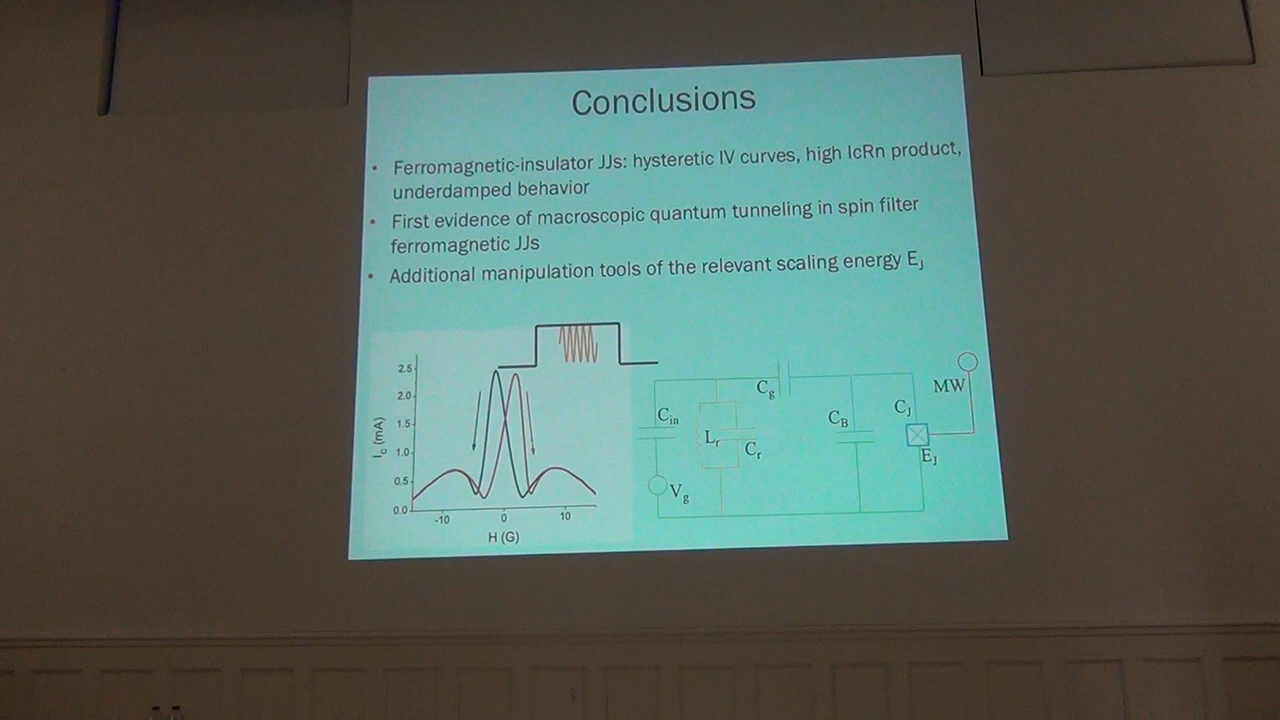 Conclusions
• Ferromagnetic-insulator JJs: hysteretic IV curves, high IcRn product,
underdamped behavior
• First evidence of macroscopic quantum tunneling in spin filter
ferromagnetic JJs
• Additional manipulation tools of the relevant scaling energy EJ
2.5
2.0
1.5
1.0
0.5
0.0
Ic (mA)
-10 0 10
H (G)
Cg
Cin
Lr
Cr
Vg
CB
CJ
MW
EJ